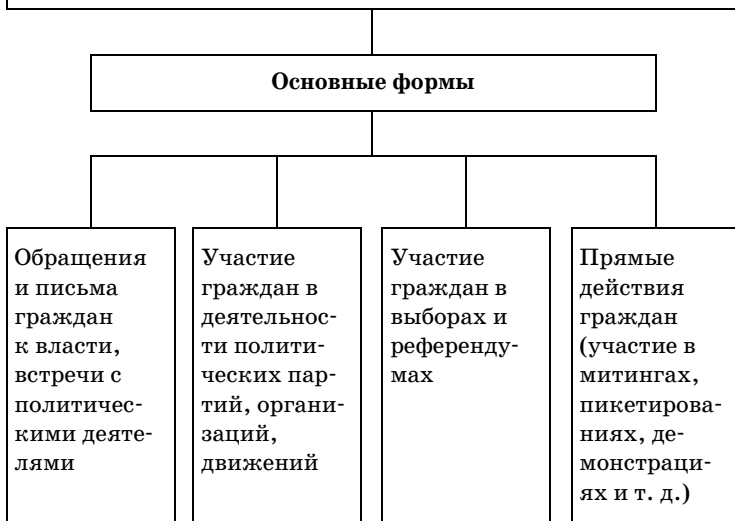 Основные формы
Обращения
и письма
граждан
к власти,
встречи с
политичес-
кими деяте-
лями
Участие
граждан в
деятельнос-
ти полити-
ческих пар-
тий, органи-
заций,
движений
Участие
граждан в
выборах и
референду-
мах
Прямые
действия
граждан
(участие в
митингах,
пикетирова-
ниях, де-
монстраци-
ях и т. д.)